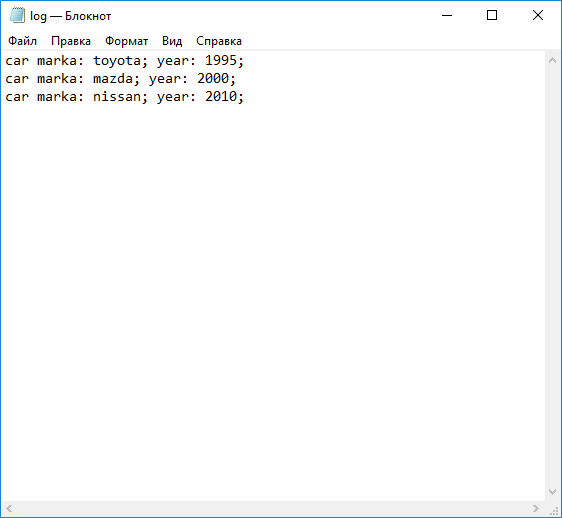 log — Блокнот
Файл Правка Формат Вид Справка
car marka: toyota; year: 1995;
car marka: mazda; year: 2000;
car marka: nissan; year: 2010;